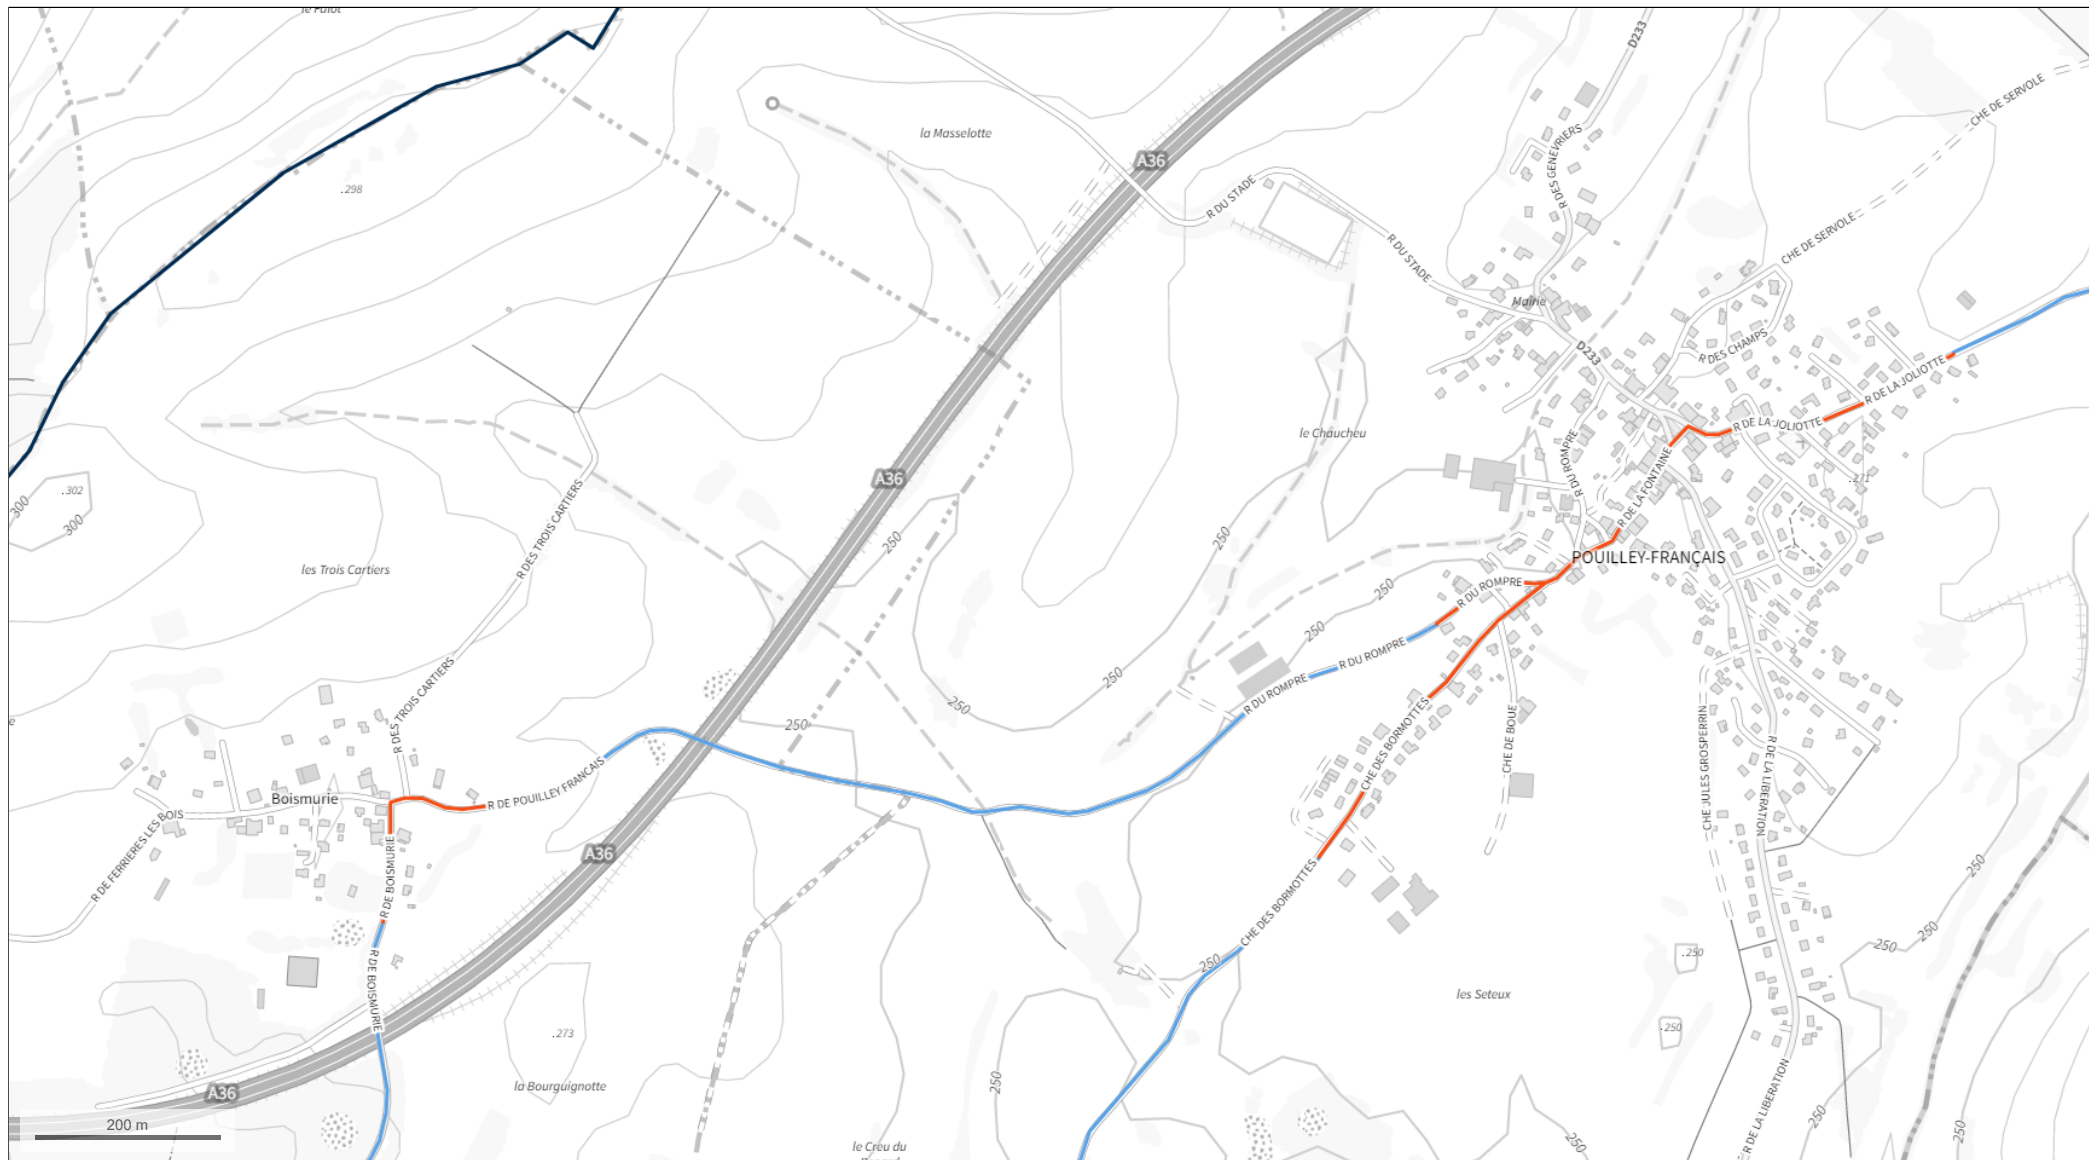 le Palot
D233
CHE DE SERVOLE
la Masselotte
A36
R DES GENEVRIERS
.298
R DU STADE
CHE DE SERVOLE
R DU STADE
Mairie
D233
R DES CHAMPS
R DE LA JOLIOTTE
R DE LA JOLIOTTE
le Chaucheu
R DU ROMPRE
R DE LA FONTAINE
A36
.271
.302
300
300
R DES TROIS CARTIERS
250
250
POUILLEY-FRANÇAIS
les Trois Cartiers
250
R DU ROMPRE
250
R DU ROMPRE
R DES TROIS CARTIERS
250
R DU ROMPRE
250
250
CHE DES BORMOTTES
CHE DE BOUE
CHE JULES GROSPERRIN
R DE LA LIBERATION
Boismurie
R DE POUILLEY FRANÇAIS
R DE FERRIERES LES BOIS
A36
R DE BOISMURIE
250
CHE DES BORMOTTES
250
250
.250
250
R DE BOISMURIE
les Seteux
.273
.250
250
la Bourguignotte
A36
R DE LA LIBERATION
250
250
250
200 m
le Creu du
Renard